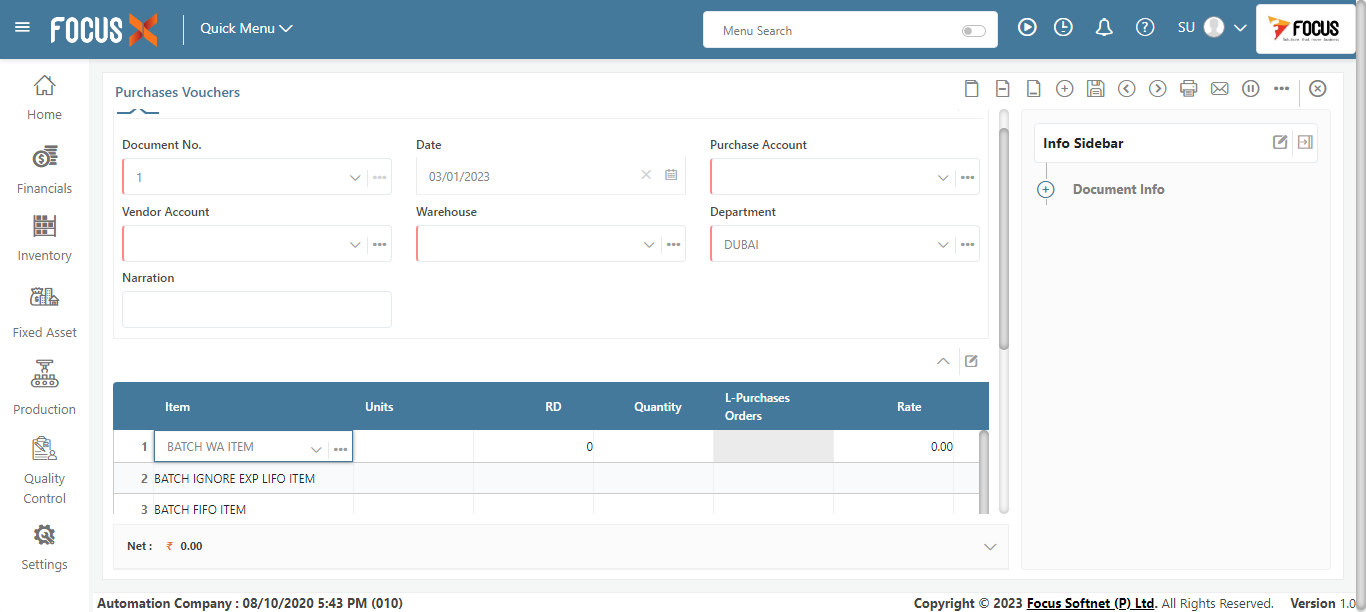 FOCUS X
Quick Menu
Menu Search
SU
FOCUS
Home
Financials
Inventory
Fixed Asset
Production
Quality
Control
Settings
Purchases Vouchers
Document No.
Date
Purchase Account
1
03/01/2023
Vendor Account
Warehouse
Department
DUBAI
Narration
Item
Units
RD
Quantity
L-Purchases
Orders
Rate
1 BATCH WA ITEM 0 0.00
2 BATCH IGNORE EXP LIFO ITEM
3 BATCH FIFO ITEM
Net : ₹ 0.00
Info Sidebar
Document Info
Automation Company : 08/10/2020 5:43 PM (010)
Copyright © 2023 Focus Softnet (P) Ltd. All Rights Reserved. Version 1.0